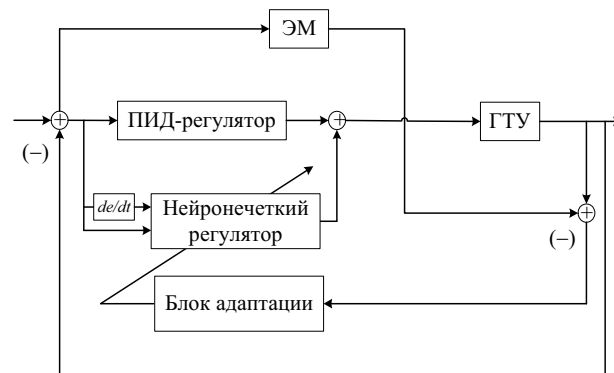 ЭМ
ПИД-регулятор
ГТУ
(−)
de/dt
Нейронечеткий
регулятор
(−)
Блок адаптации